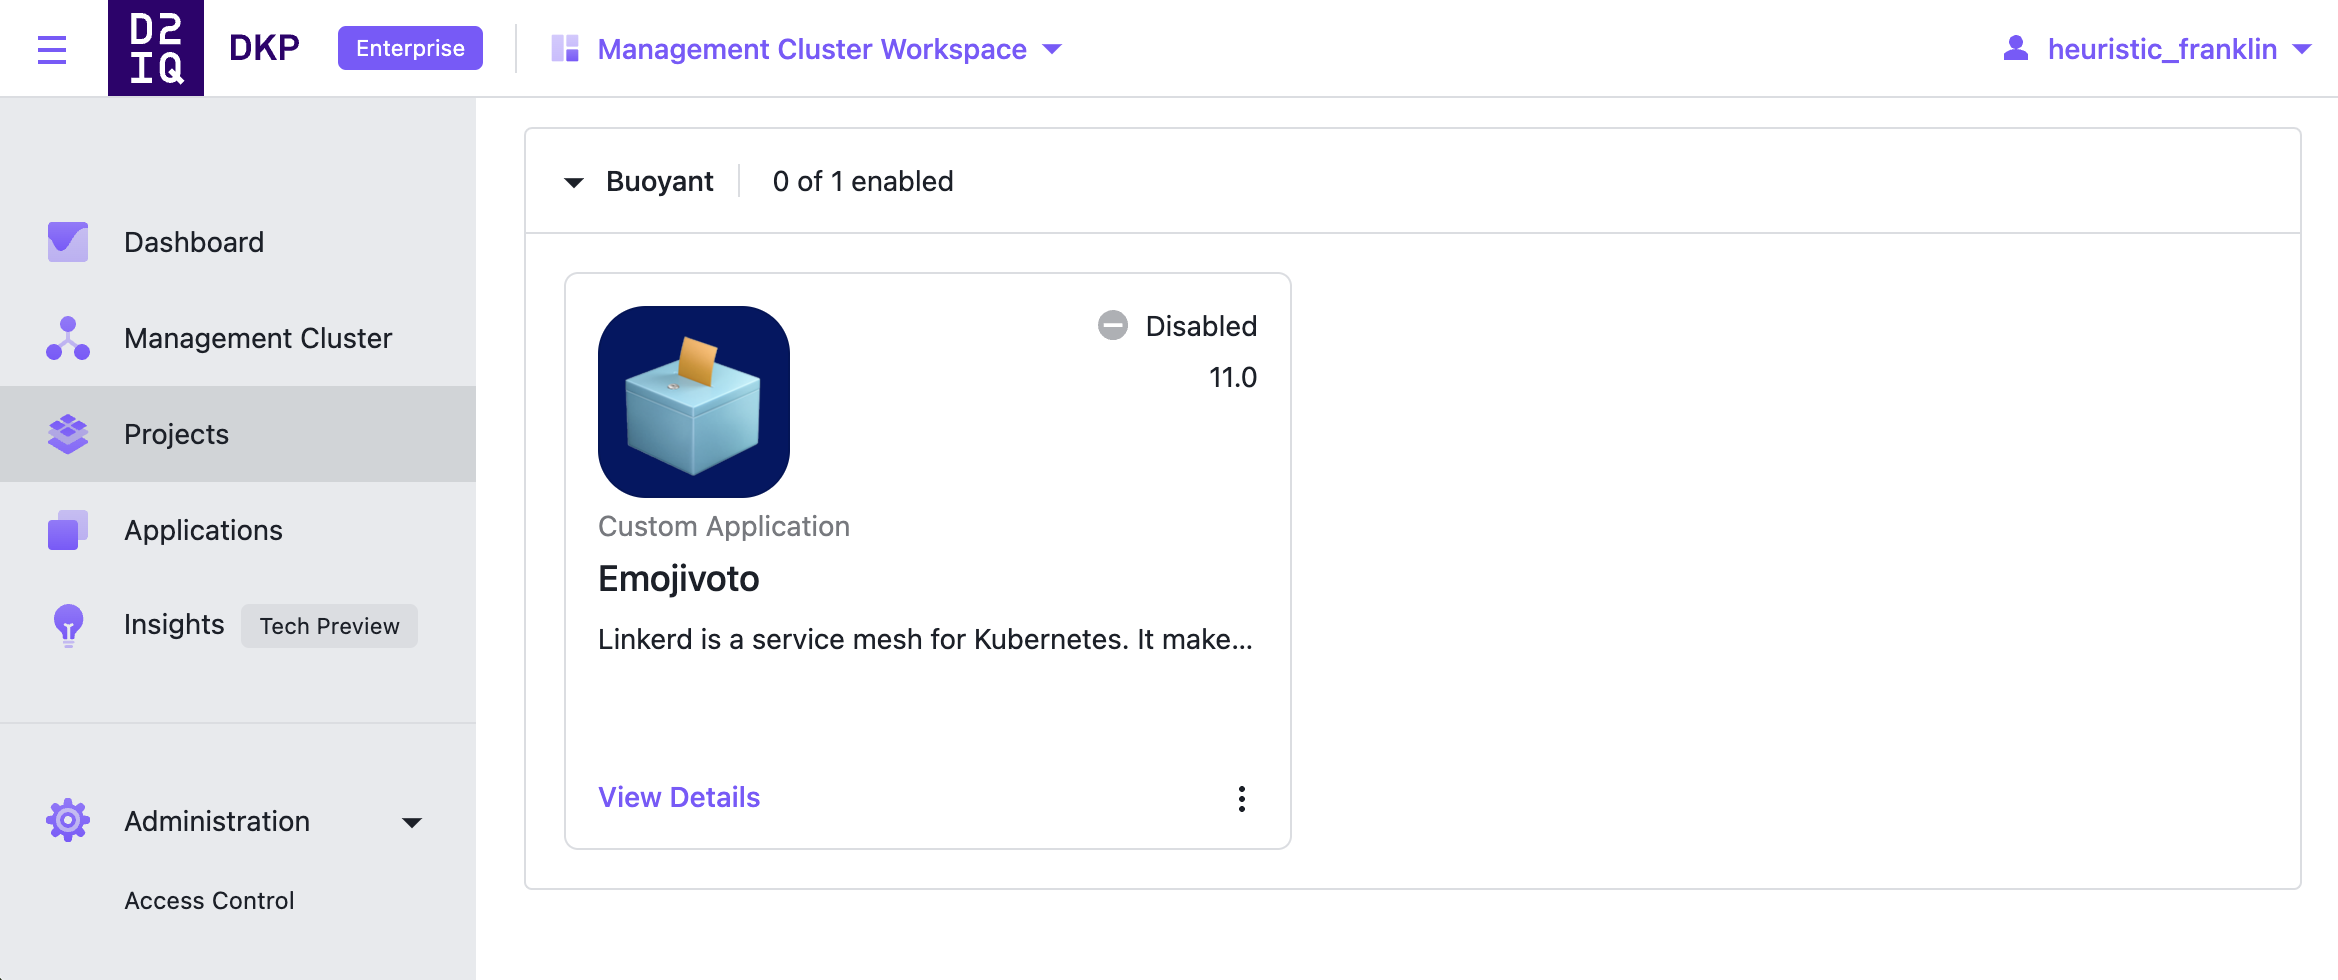 D2
IQ
DKP
Enterprise
Management Cluster Workspace
heuristic_franklin
Dashboard
Management Cluster
Projects
Applications
Insights Tech Preview
Administration
Access Control
Buoyant 0 of 1 enabled
Disabled
11.0
Custom Application
Emojivoto
Linkerd is a service mesh for Kubernetes. It make...
View Details